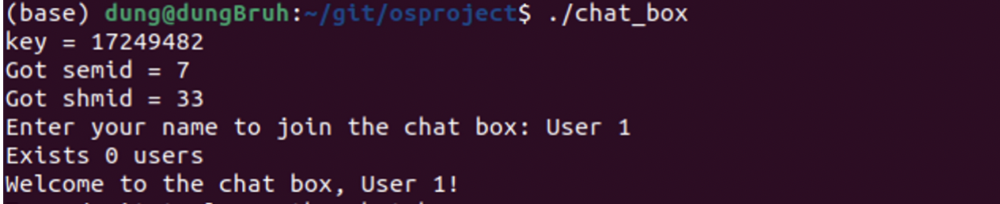 (base) dung@dungBruh:~/git/osproject$ ./chat_box
key = 17249482
Got semid = 7
Got shmid = 33
Enter your name to join the chat box: User 1
Exists 0 users
Welcome to the chat box, User 1!